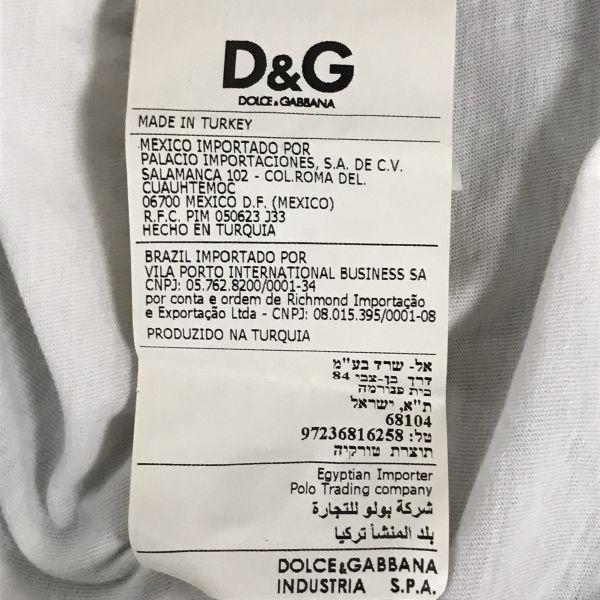 D&G
DOLCE & GABBANA
MADE IN TURKEY
MEXICO IMPORTADO POR
PALACIO IMPORTACIONES, S.A. DE C.V.
SALAMANCA 102 - COL.ROMA DEL.
CUAUHTEMOC
06700 MEXICO D.F. (MEXICO)
R.F.C. PIM 050623 J33
HECHO EN TURQUIA
BRAZIL IMPORTADO POR
VILA PORTO INTERNATIONAL BUSINESS SA
CNPJ: 05.762.8200/0001-34
por conta e ordem de Richmond Importação
e Exportação Ltda - CNPJ: 08.015.395/0001-08
PRODUZIDO NA TURQUIA
אל- שרד בע"מ
דרך בן-צבי 84
בית פנורמה
ת"א, ישראל
68104
טל: 97236816258
תוצרת טורקיה
Egyptian Importer
Polo Trading company
شركة بولو للتجارة
بلد المنشأ تركيا
DOLCE&GABBANA
INDUSTRIA S.P.A.